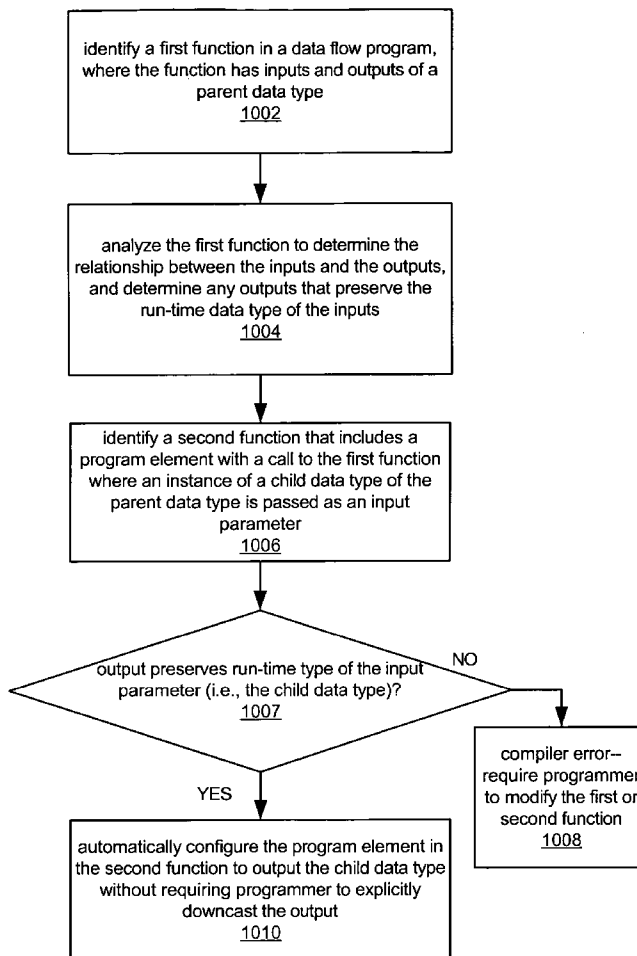 identify a first function in a data flow program,
where the function has inputs and outputs of a
parent data type
1002
analyze the first function to determine the
relationship between the inputs and the outputs,
and determine any outputs that preserve the
run-time data type of the inputs
1004
identify a second function that includes a
program element with a call to the first function
where an instance of a child data type of the
parent data type is passed as an input
parameter
1006
output preserves run-time type of the input
parameter (i.e., the child data type)?
1007
NO
compiler error--
require programmer
to modify the first or
second function
1008
YES
automatically configure the program element in
the second function to output the child data type
without requiring programmer to explicitly
downcast the output
1010